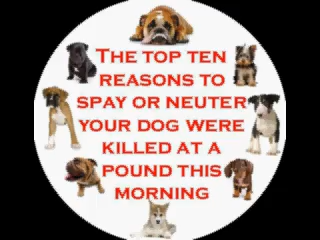 THE TOP TEN
REASONS TO
SPAY OR NEUTER
YOUR DOG WERE
KILLED AT A
POUND THIS
MORNING